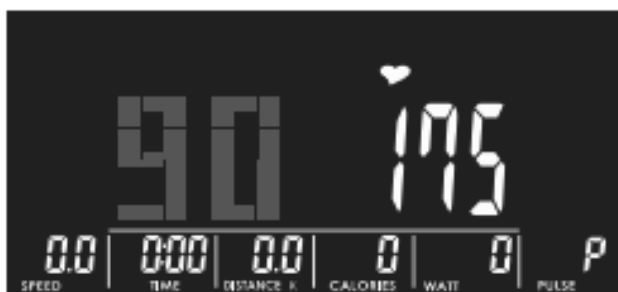 90 175
0.0 0:00 0.0 0 0 P
SPEED TIME DISTANCE K CALORIES WATT PULSE